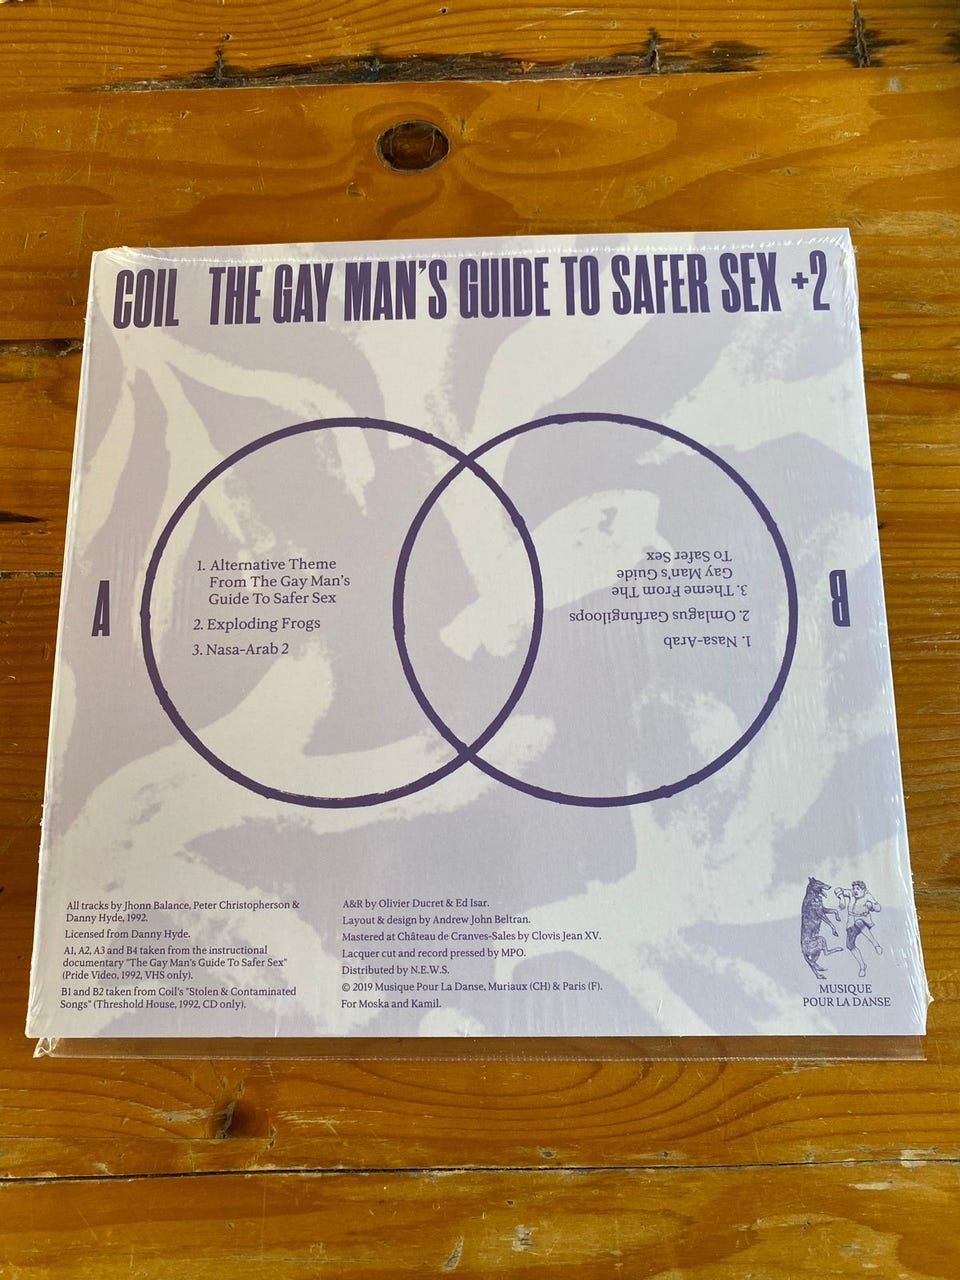 COIL THE GAY MAN'S GUIDE TO SAFER SEX +2
A
1. Alternative Theme
From The Gay Man's
Guide To Safer Sex
2. Exploding Frogs
3. Nasa-Arab 2
B
1. Nasa-Arab
2. Omlagus Garfungiloops
3. Theme From The
Gay Man's Guide
To Safer Sex
All tracks by Jhonn Balance, Peter Christopherson &
Danny Hyde, 1992.
Licensed from Danny Hyde.
A1, A2, A3 and B4 taken from the instructional
documentary "The Gay Man's Guide To Safer Sex"
(Pride Video, 1992, VHS only).
B1 and B2 taken from Coil's "Stolen & Contaminated
Songs" (Threshold House, 1992, CD only).
A&R by Olivier Ducret & Ed Isar.
Layout & design by Andrew John Beltran.
Mastered at Château de Cranves-Sales by Clovis Jean XV.
Lacquer cut and record pressed by MPO.
Distributed by N.E.W.S.
© 2019 Musique Pour La Danse, Muriaux (CH) & Paris (F).
For Moska and Kamil.
MUSIQUE
POUR LA DANSE